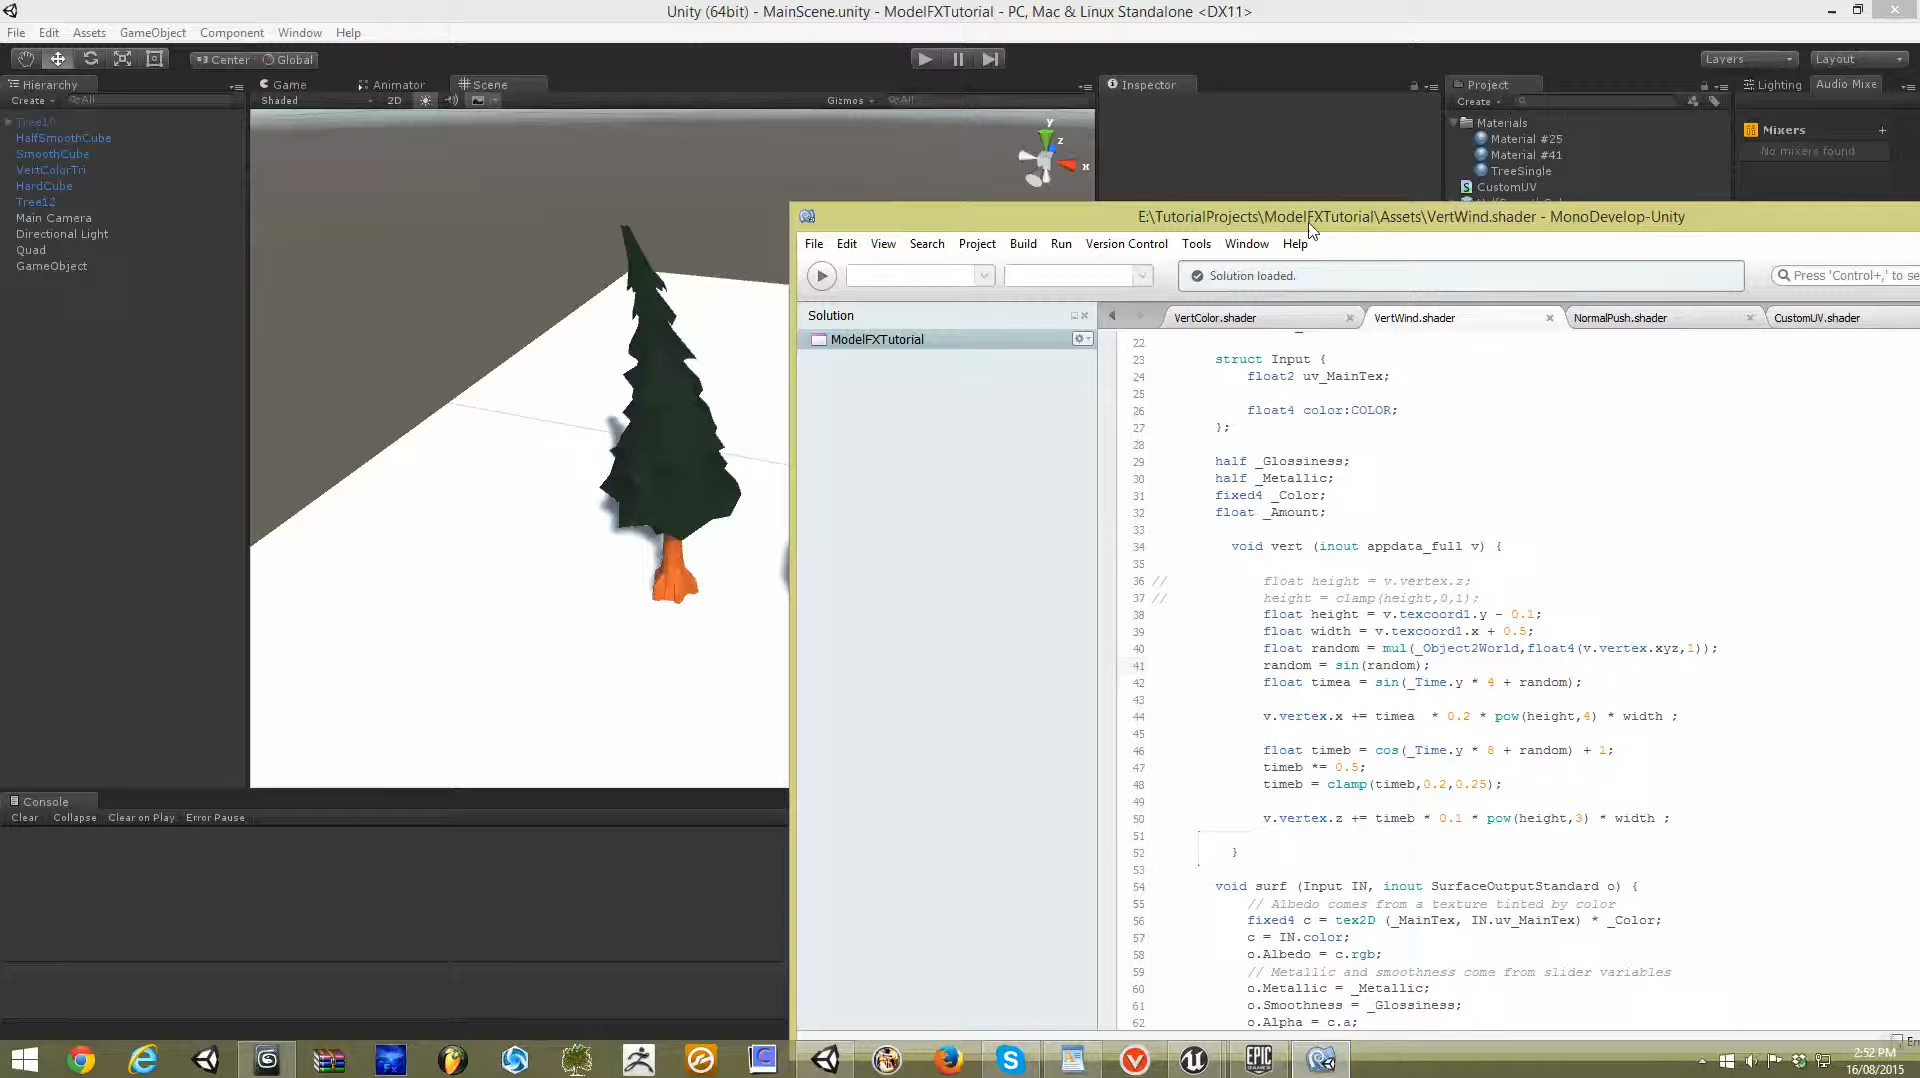 Unity (64bit) - MainScene.unity - ModelFXTutorial - PC, Mac & Linux Standalone <DX11>
File Edit Assets GameObject Component Window Help
Center Global Layers Layout
Hierarchy
Create All
Tree10
HalfSmoothCube
SmoothCube
VertColorTri
HardCube
Tree12
Main Camera
Directional Light
Quad
GameObject
Game Animator Scene
Shaded 2D Gizmos All
y
z
x
Inspector
Project
Create
Materials
Material #25
Material #41
TreeSingle
CustomUV
Lighting Audio Mixe
Mixers +
No mixers found
E:\TutorialProjects\ModelFXTutorial\Assets\VertWind.shader - MonoDevelop-Unity
File Edit View Search Project Build Run Version Control Tools Window Help
Solution loaded.
Press 'Control+,' to se
Solution
ModelFXTutorial
VertColor.shader VertWind.shader NormalPush.shader CustomUV.shader
22
23 struct Input {
24 float2 uv_MainTex;
25
26 float4 color:COLOR;
27 };
28
29 half _Glossiness;
30 half _Metallic;
31 fixed4 _Color;
32 float _Amount;
33
34 void vert (inout appdata_full v) {
35
36 // float height = v.vertex.z;
37 // height = clamp(height,0,1);
38 float height = v.texcoord1.y - 0.1;
39 float width = v.texcoord1.x + 0.5;
40 float random = mul(_Object2World,float4(v.vertex.xyz,1));
41 random = sin(random);
42 float timea = sin(_Time.y * 4 + random);
43
44 v.vertex.x += timea * 0.2 * pow(height,4) * width ;
45
46 float timeb = cos(_Time.y * 8 + random) + 1;
47 timeb *= 0.5;
48 timeb = clamp(timeb,0.2,0.25);
49
50 v.vertex.z += timeb * 0.1 * pow(height,3) * width ;
51
52 }
53
54 void surf (Input IN, inout SurfaceOutputStandard o) {
55 // Albedo comes from a texture tinted by color
56 fixed4 c = tex2D (_MainTex, IN.uv_MainTex) * _Color;
57 c = IN.color;
58 o.Albedo = c.rgb;
59 // Metallic and smoothness come from slider variables
60 o.Metallic = _Metallic;
61 o.Smoothness = _Glossiness;
62 o.Alpha = c.a;
Console
Clear Collapse Clear on Play Error Pause
EPIC
GAMES
2:52 PM
16/08/2015